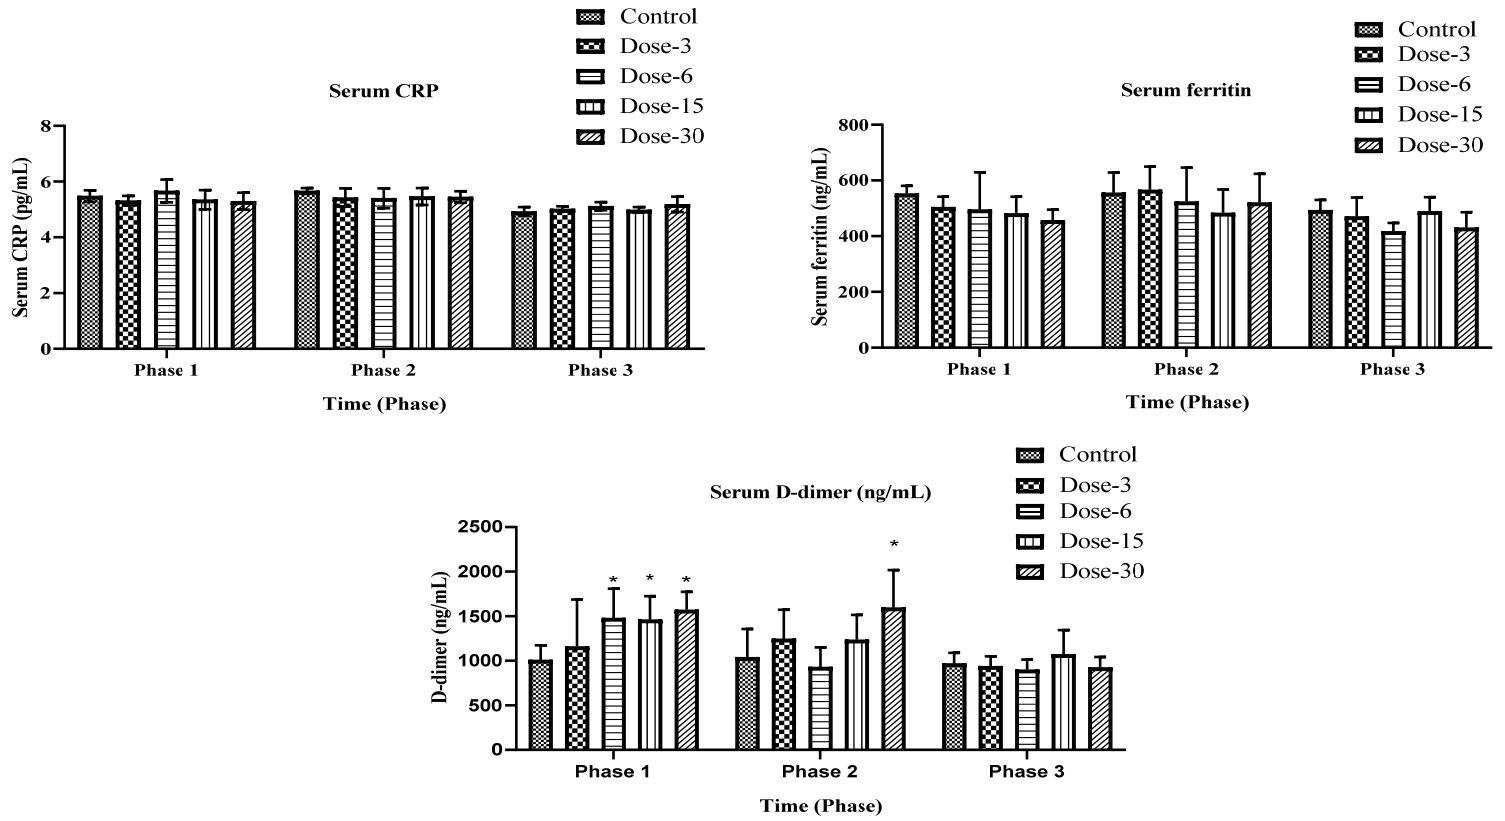 Control
Dose-3
Dose-6
Dose-15
Dose-30
Serum CRP
8
6
4
2
0
Serum CRP (pg/mL)
Phase 1
Phase 2
Phase 3
Time (Phase)
Control
Dose-3
Dose-6
Dose-15
Dose-30
Serum ferritin
800
600
400
200
0
Serum ferritin (ng/mL)
Phase 1
Phase 2
Phase 3
Time (Phase)
Control
Dose-3
Dose-6
Dose-15
Dose-30
Serum D-dimer (ng/mL)
2500
2000
1500
1000
500
0
D-dimer (ng/mL)
* * *
*
Phase 1
Phase 2
Phase 3
Time (Phase)